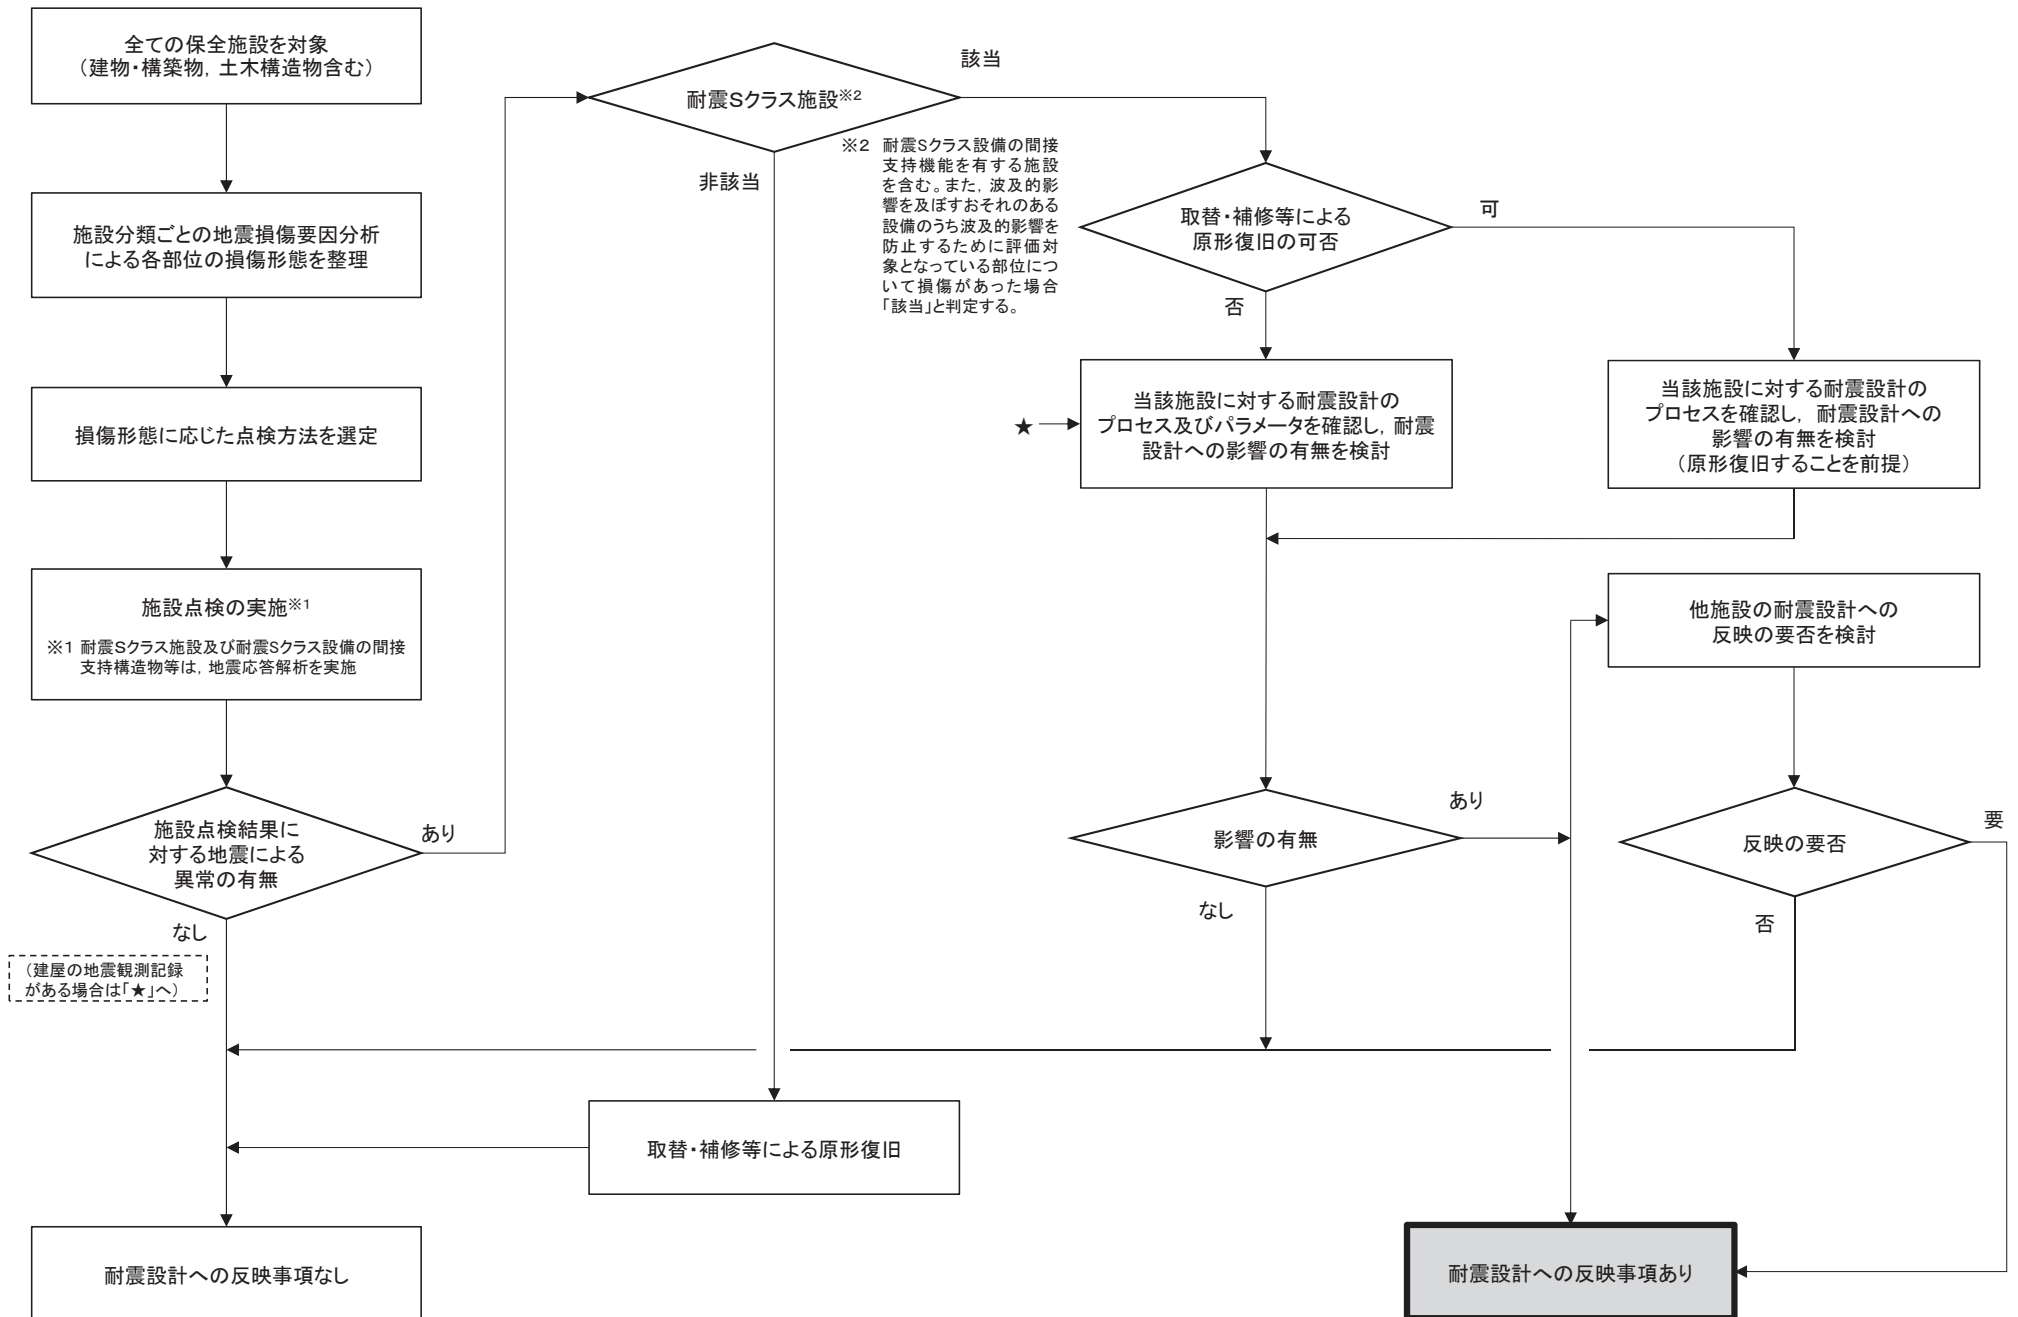 全ての保全施設を対象
（建物・構築物，土木構造物含む）
施設分類ごとの地震損傷要因分析
による各部位の損傷形態を整理
損傷形態に応じた点検方法を選定
施設点検の実施※1
※1 耐震Sクラス施設及び耐震Sクラス設備の間接
支持構造物等は，地震応答解析を実施
施設点検結果に
対する地震による
異常の有無
あり
なし
（建屋の地震観測記録
がある場合は「★」へ）
耐震設計への反映事項なし
耐震Sクラス施設※2
該当
非該当
※2 耐震Sクラス設備の間接
支持機能を有する施設
を含む。また，波及的影
響を及ぼすおそれのある
設備のうち波及的影響を
防止するために評価対
象となっている部位につ
いて損傷があった場合
「該当」と判定する。
取替・補修等による原形復旧
取替・補修等による
原形復旧の可否
可
否
★
当該施設に対する耐震設計の
プロセス及びパラメータを確認し，耐震
設計への影響の有無を検討
当該施設に対する耐震設計の
プロセスを確認し，耐震設計への
影響の有無を検討
（原形復旧することを前提）
影響の有無
あり
なし
他施設の耐震設計への
反映の要否を検討
反映の要否
要
否
耐震設計への反映事項あり